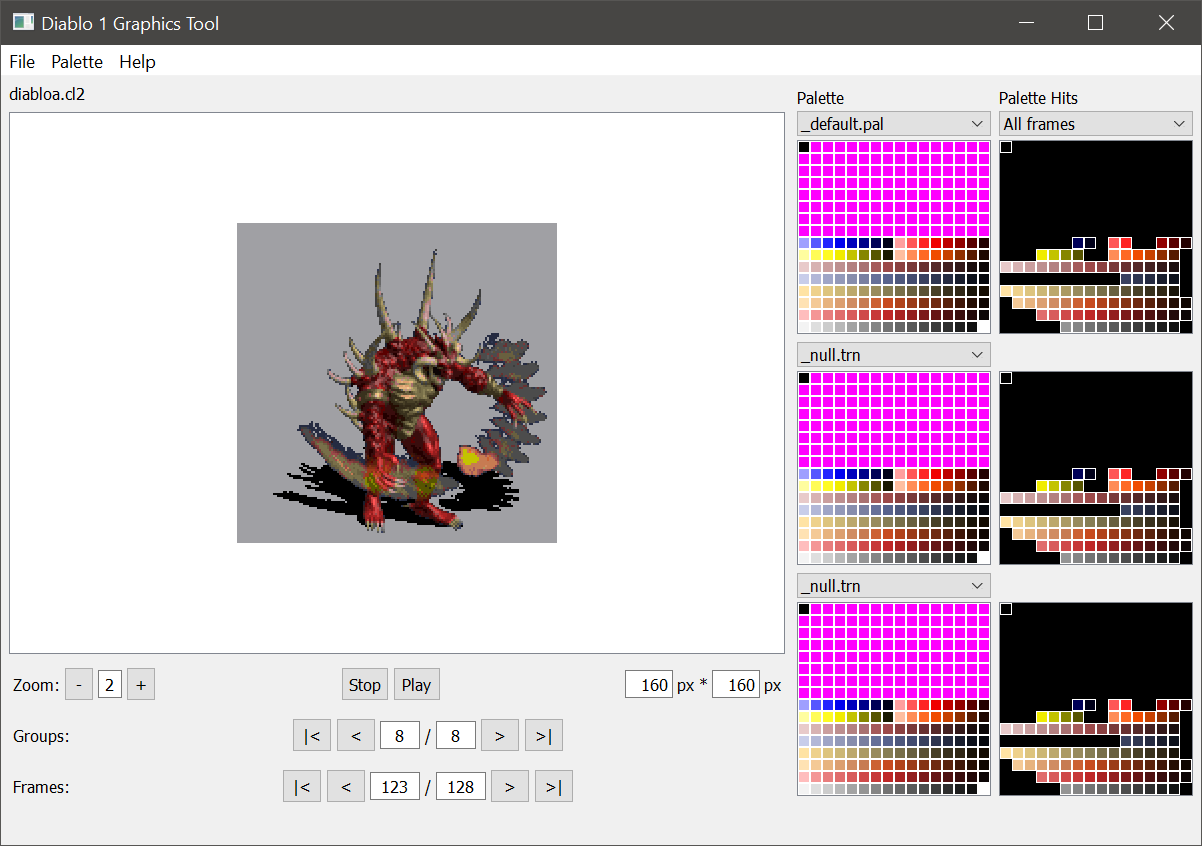 Diablo 1 Graphics Tool
File Palette Help
diabloa.cl2
Palette Palette Hits
_default.pal All frames
_null.trn
_null.trn
Zoom: - 2 + Stop Play 160 px * 160 px
Groups: |< < 8 / 8 > >|
Frames: |< < 123 / 128 > >|